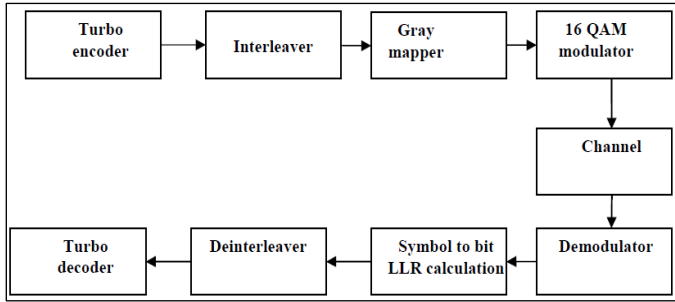 Turbo
encoder
Interleaver
Gray
mapper
16 QAM
modulator
Channel
Demodulator
Symbol to bit
LLR calculation
Deinterleaver
Turbo
decoder